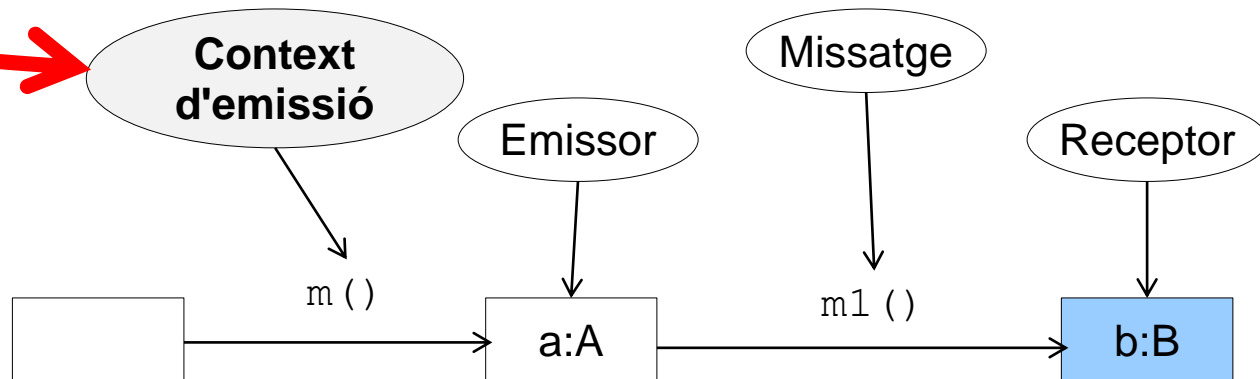 Context
d'emissió
Missatge
Emissor
Receptor
m()
m1()
a:A
b:B